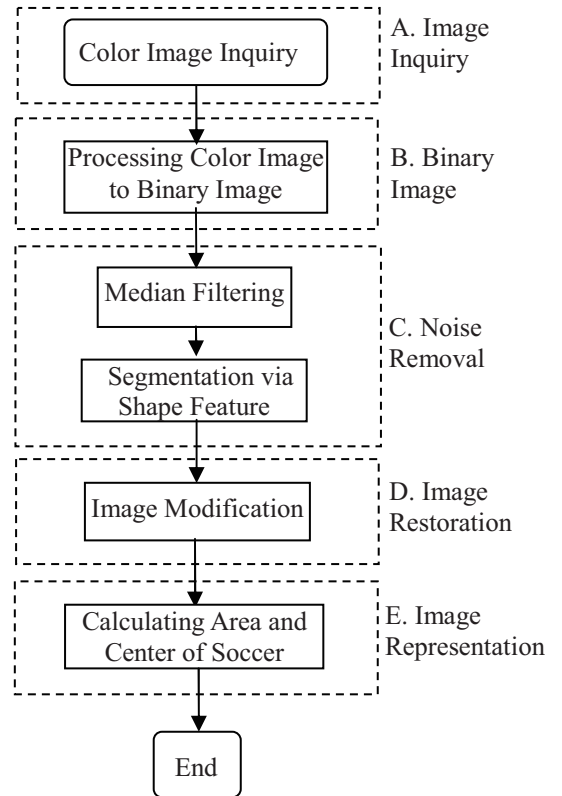 Color Image Inquiry
A. Image
Inquiry
Processing Color Image
to Binary Image
B. Binary
Image
Median Filtering
Segmentation via
Shape Feature
C. Noise
Removal
Image Modification
D. Image
Restoration
Calculating Area and
Center of Soccer
E. Image
Representation
End